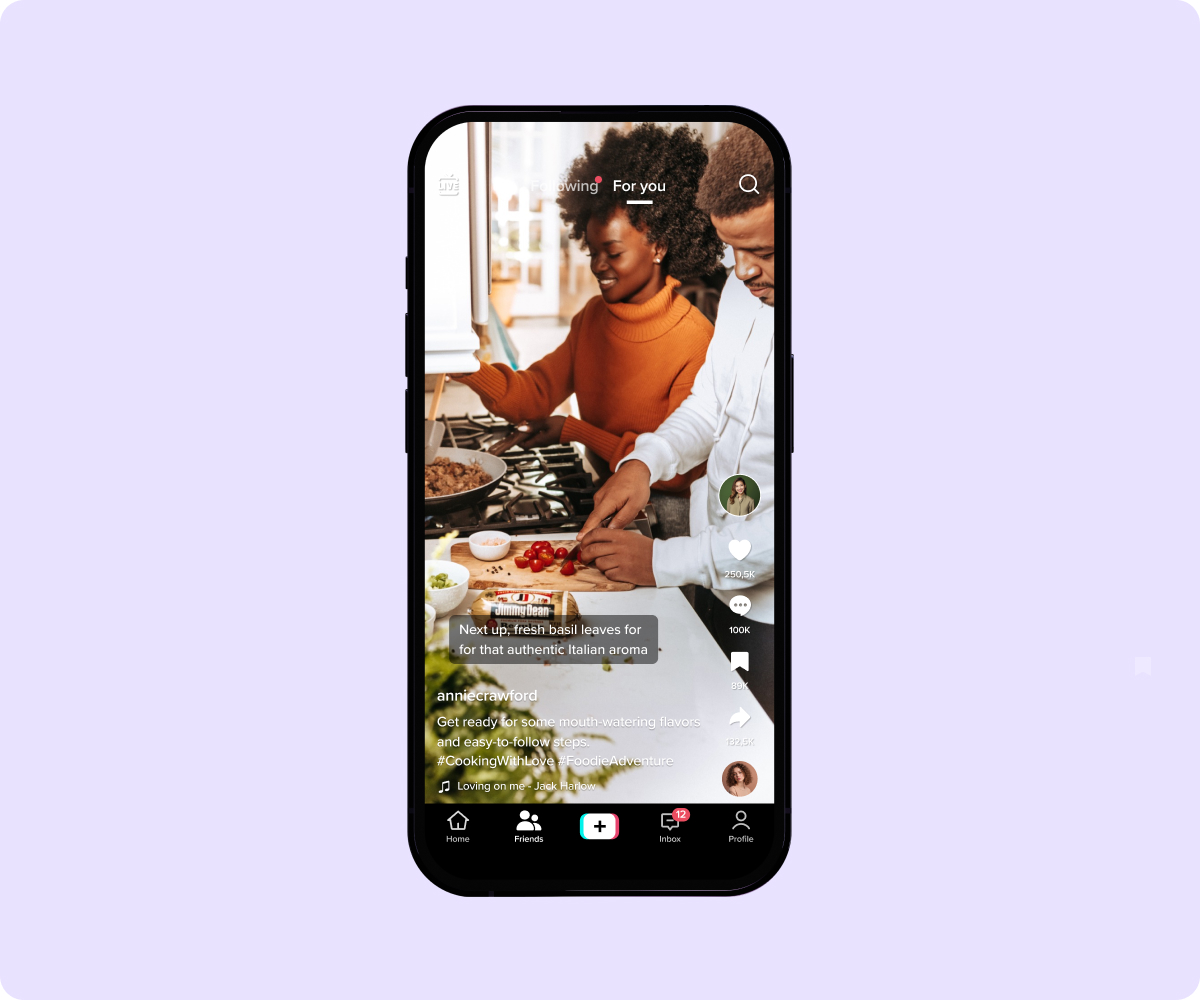 LIVE
Following
For you
250,5K
100K
Jimmy Dean
Next up, fresh basil leaves for
for that authentic Italian aroma
89K
anniecrawford
Get ready for some mouth-watering flavors
and easy-to-follow steps.
#CookingWithLove #FoodieAdventure
132,5K
Loving on me - Jack Harlow
12
Home
Friends
Inbox
Profile